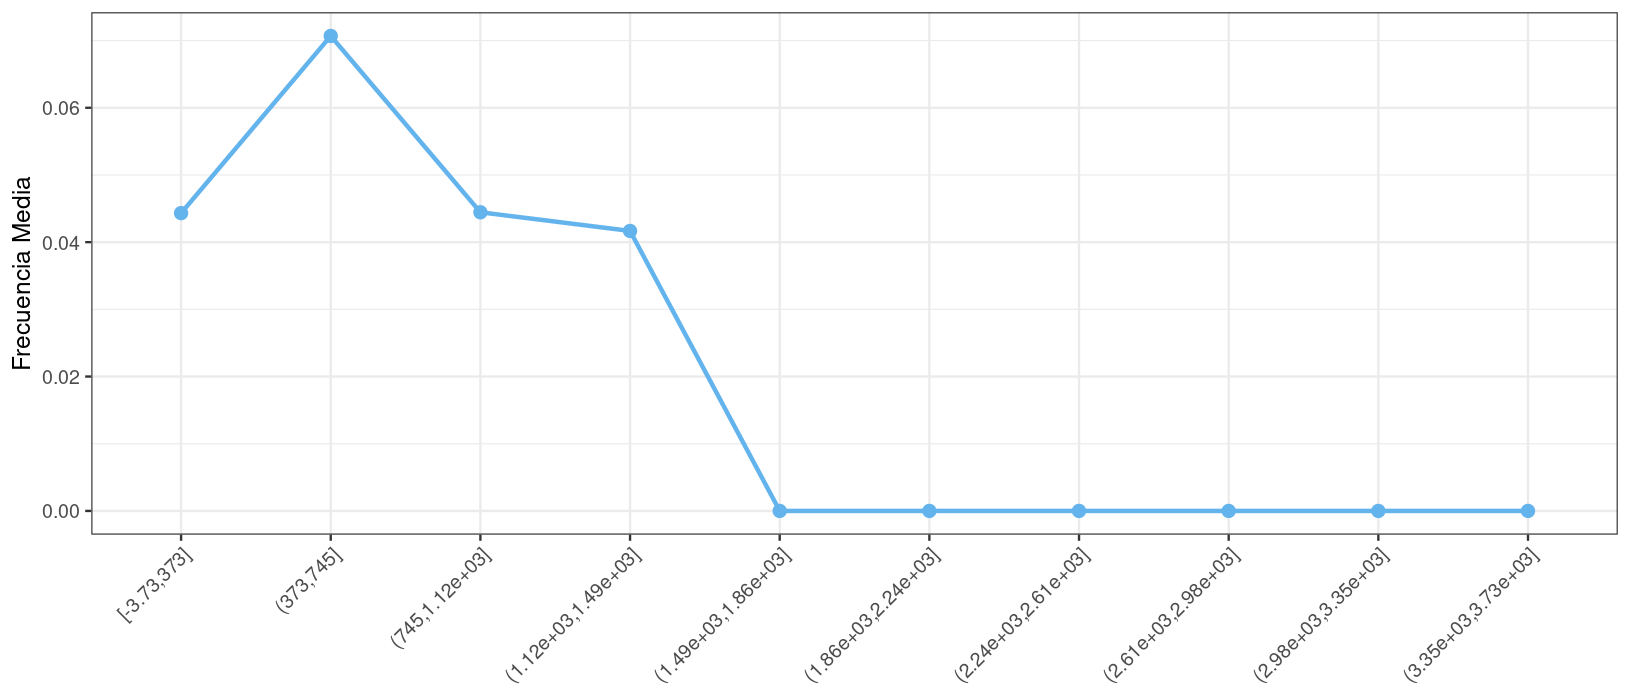 Frecuencia Media
0.06
0.04
0.02
0.00
[-3.73,373]
(373,745]
(745,1.12e+03]
(1.12e+03,1.49e+03]
(1.49e+03,1.86e+03]
(1.86e+03,2.24e+03]
(2.24e+03,2.61e+03]
(2.61e+03,2.98e+03]
(2.98e+03,3.35e+03]
(3.35e+03,3.73e+03]